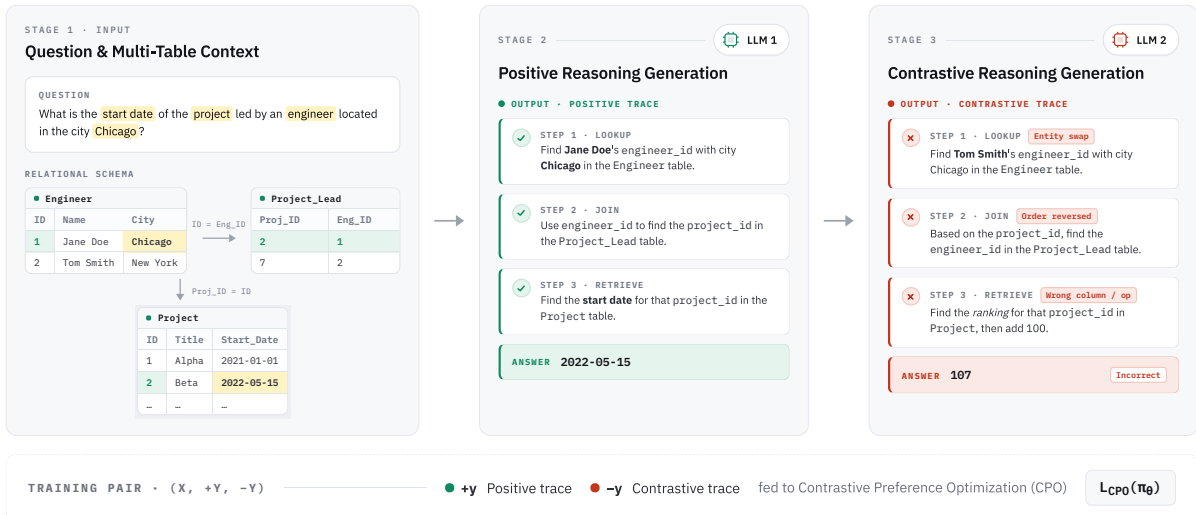 STAGE 1 · INPUT
Question & Multi-Table Context
QUESTION
What is the start date of the project led by an engineer located
in the city Chicago ?
RELATIONAL SCHEMA
Engineer
ID Name City
1 Jane Doe Chicago
2 Tom Smith New York
ID = Eng_ID
Project_Lead
Proj_ID Eng_ID
2 1
7 2
Proj_ID = ID
Project
ID Title Start_Date
1 Alpha 2021-01-01
2 Beta 2022-05-15
… … …
STAGE 2
LLM 1
Positive Reasoning Generation
OUTPUT · POSITIVE TRACE
STEP 1 · LOOKUP
Find Jane Doe's engineer_id with city
Chicago in the Engineer table.
STEP 2 · JOIN
Use engineer_id to find the project_id in
the Project_Lead table.
STEP 3 · RETRIEVE
Find the start date for that project_id in the
Project table.
ANSWER 2022-05-15
STAGE 3
LLM 2
Contrastive Reasoning Generation
OUTPUT · CONTRASTIVE TRACE
STEP 1 · LOOKUP Entity swap
Find Tom Smith's engineer_id with city
Chicago in the Engineer table.
STEP 2 · JOIN Order reversed
Based on the project_id, find the
engineer_id in the Project_Lead table.
STEP 3 · RETRIEVE Wrong column / op
Find the ranking for that project_id in
Project, then add 100.
ANSWER 107 Incorrect
TRAINING PAIR · (X, +Y, −Y)
+y Positive trace
−y Contrastive trace
fed to Contrastive Preference Optimization (CPO)
L_CPO(π_θ)